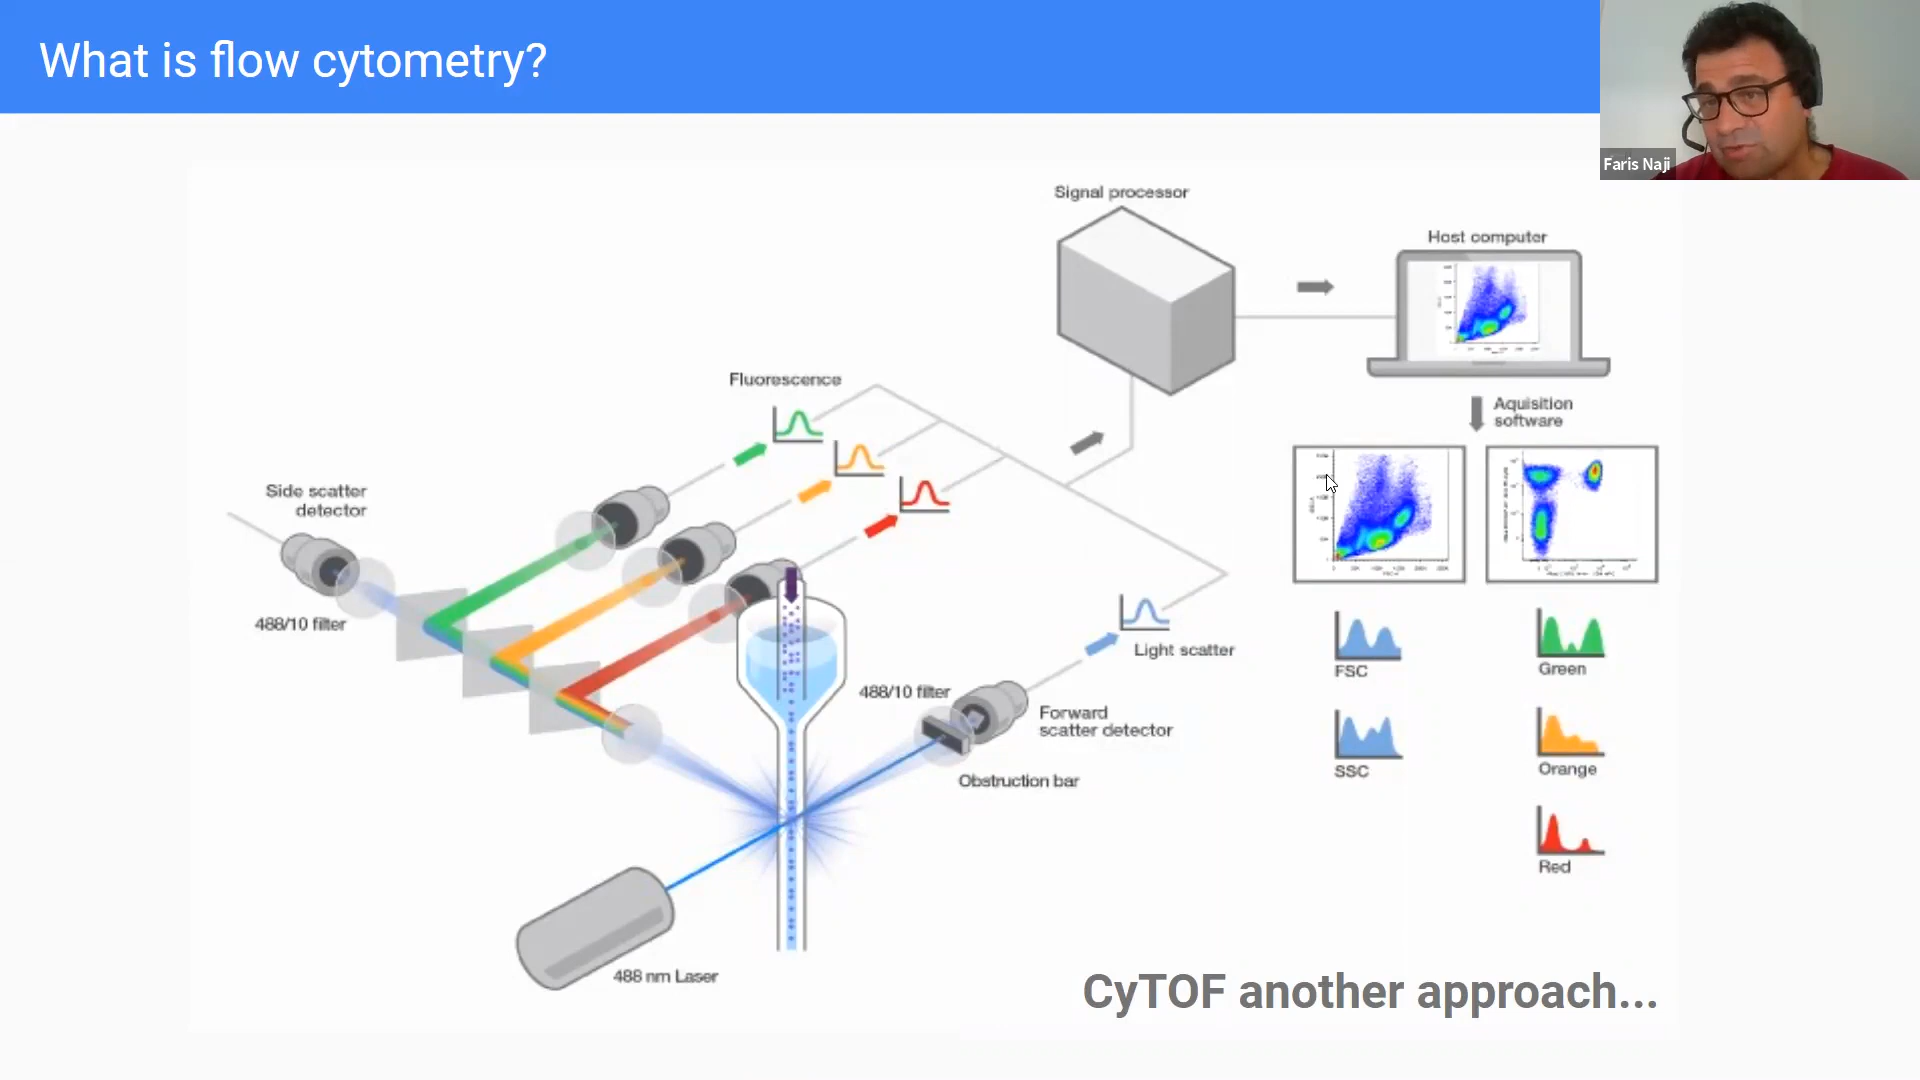 What is flow cytometry?
Faris Naji
Signal processor
Host computer
Fluorescence
Aquisition
software
Side scatter
detector
488/10 filter
Light scatter
488/10 filter
Forward
scatter detector
Obstruction bar
FSC
Green
SSC
Orange
Red
488 nm Laser
CyTOF another approach...